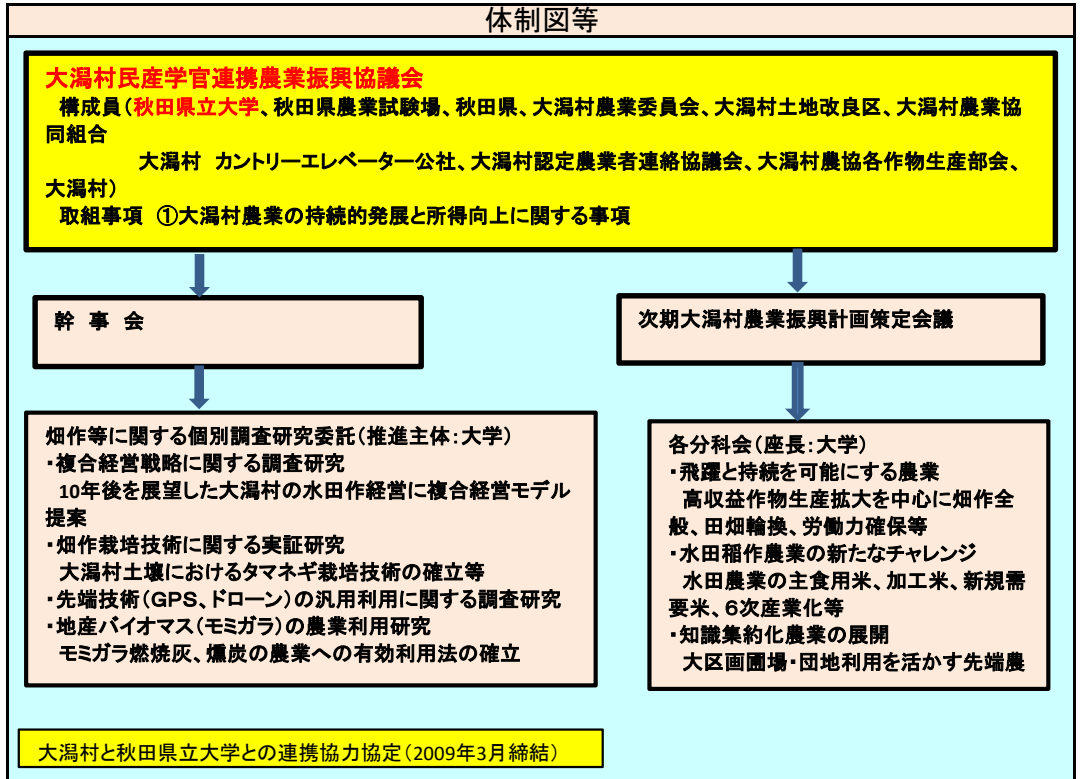 体制図等
大潟村民産学官連携農業振興協議会
構成員(秋田県立大学、秋田県農業試験場、秋田県、大潟村農業委員会、大潟村土地改良区、大潟村農業協
同組合
大潟村 カントリーエレベーター公社、大潟村認定農業者連絡協議会、大潟村農協各作物生産部会、
大潟村)
取組事項 ①大潟村農業の持続的発展と所得向上に関する事項
幹 事 会
畑作等に関する個別調査研究委託(推進主体:大学)
・複合経営戦略に関する調査研究
10年後を展望した大潟村の水田作経営に複合経営モデル
提案
・畑作栽培技術に関する実証研究
大潟村土壌におけるタマネギ栽培技術の確立等
・先端技術(GPS、ドローン)の汎用利用に関する調査研究
・地産バイオマス(モミガラ)の農業利用研究
モミガラ燃焼灰、燻炭の農業への有効利用法の確立
次期大潟村農業振興計画策定会議
各分科会(座長:大学)
・飛躍と持続を可能にする農業
高収益作物生産拡大を中心に畑作全
般、田畑輪換、労働力確保等
・水田稲作農業の新たなチャレンジ
水田農業の主食用米、加工米、新規需
要米、6次産業化等
・知識集約化農業の展開
大区画圃場・団地利用を活かす先端農
大潟村と秋田県立大学との連携協力協定(2009年3月締結)